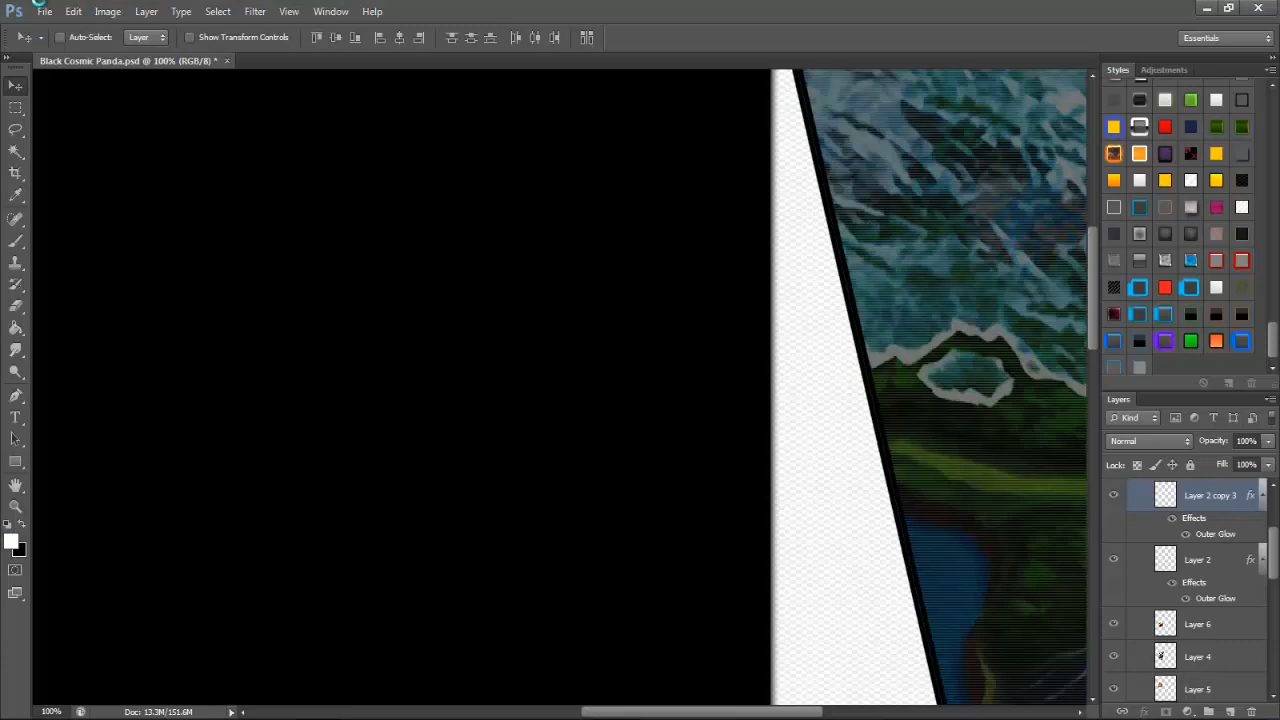 Ps File Edit Image Layer Type Select Filter View Window Help
Auto-Select: Layer Show Transform Controls Essentials
Black Cosmic Panda.psd @ 100% (RGB/8) * ×
Styles Adjustments
Layers
Kind
Normal Opacity: 100%
Lock: Fill: 100%
Layer 2 copy 3 fx
Effects
Outer Glow
Layer 2 fx
Effects
Outer Glow
Layer 6
Layer 4
Layer 5
100% Doc: 13.3M/151.6M